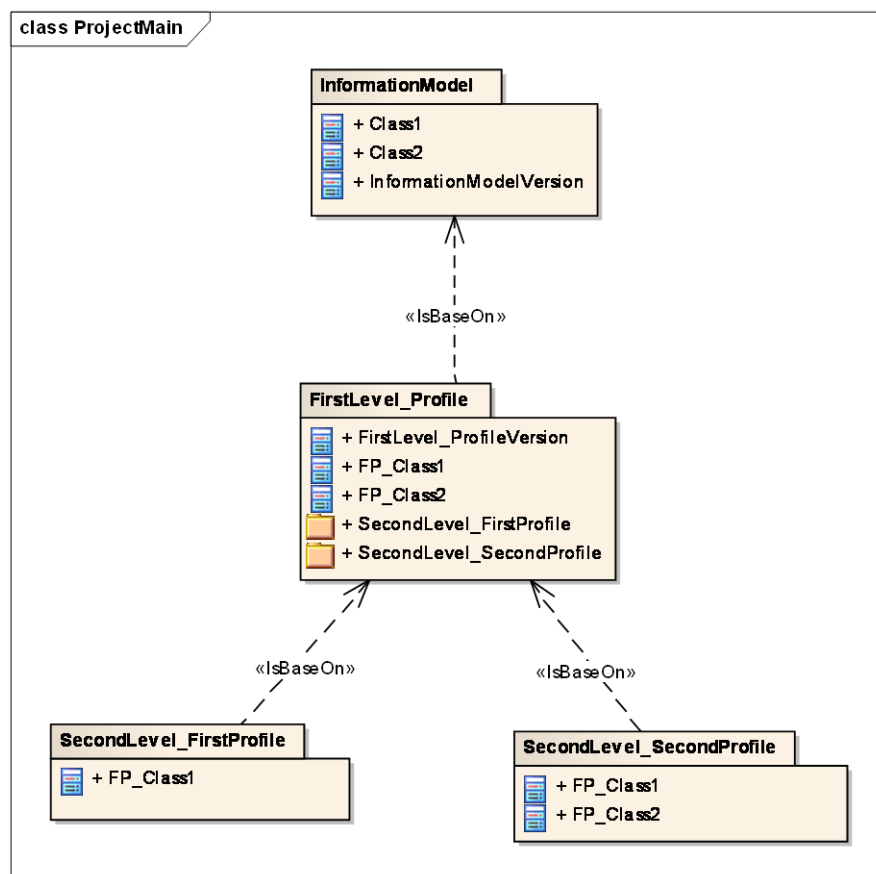 class ProjectMain
InformationModel
+ Class1
+ Class2
+ InformationModelVersion
«IsBaseOn»
FirstLevel_Profile
+ FirstLevel_ProfileVersion
+ FP_Class1
+ FP_Class2
+ SecondLevel_FirstProfile
+ SecondLevel_SecondProfile
«IsBaseOn»
«IsBaseOn»
SecondLevel_FirstProfile
+ FP_Class1
SecondLevel_SecondProfile
+ FP_Class1
+ FP_Class2